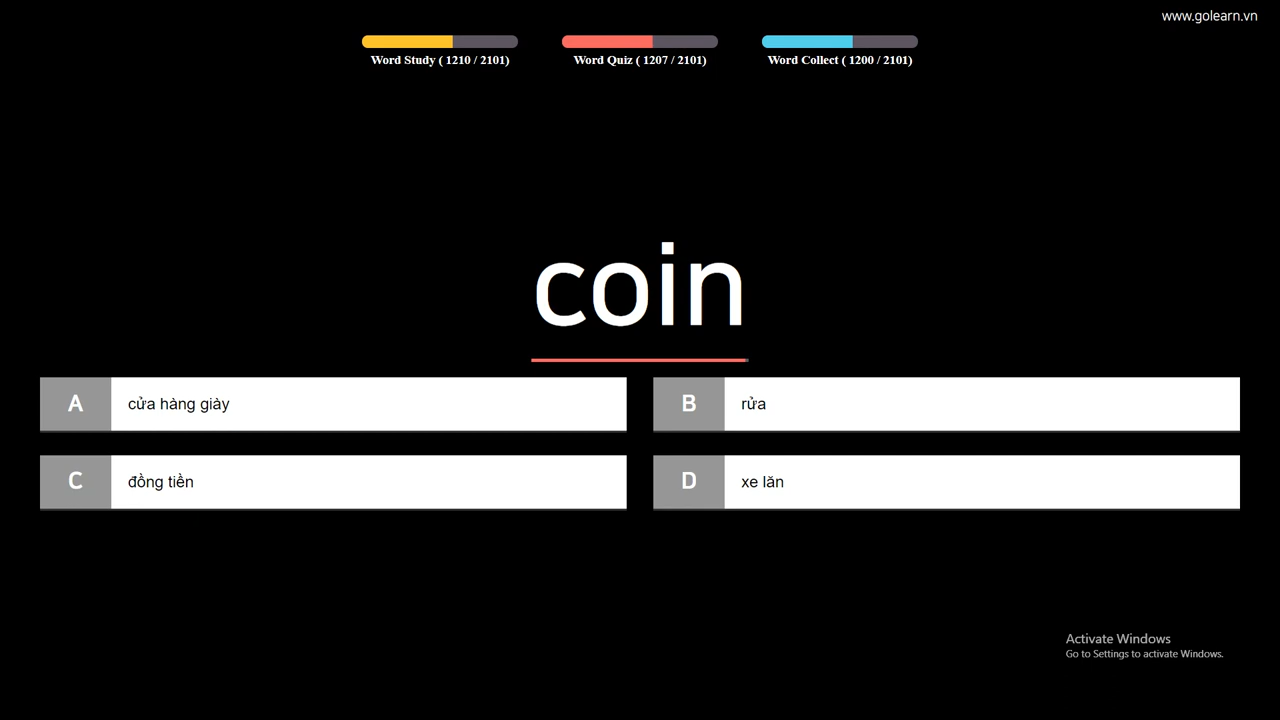 www.golearn.vn
Word Study ( 1210 / 2101) Word Quiz ( 1207 / 2101) Word Collect ( 1200 / 2101)
coin
A cửa hàng giày B rửa
C đồng tiền D xe lăn
Activate Windows
Go to Settings to activate Windows.